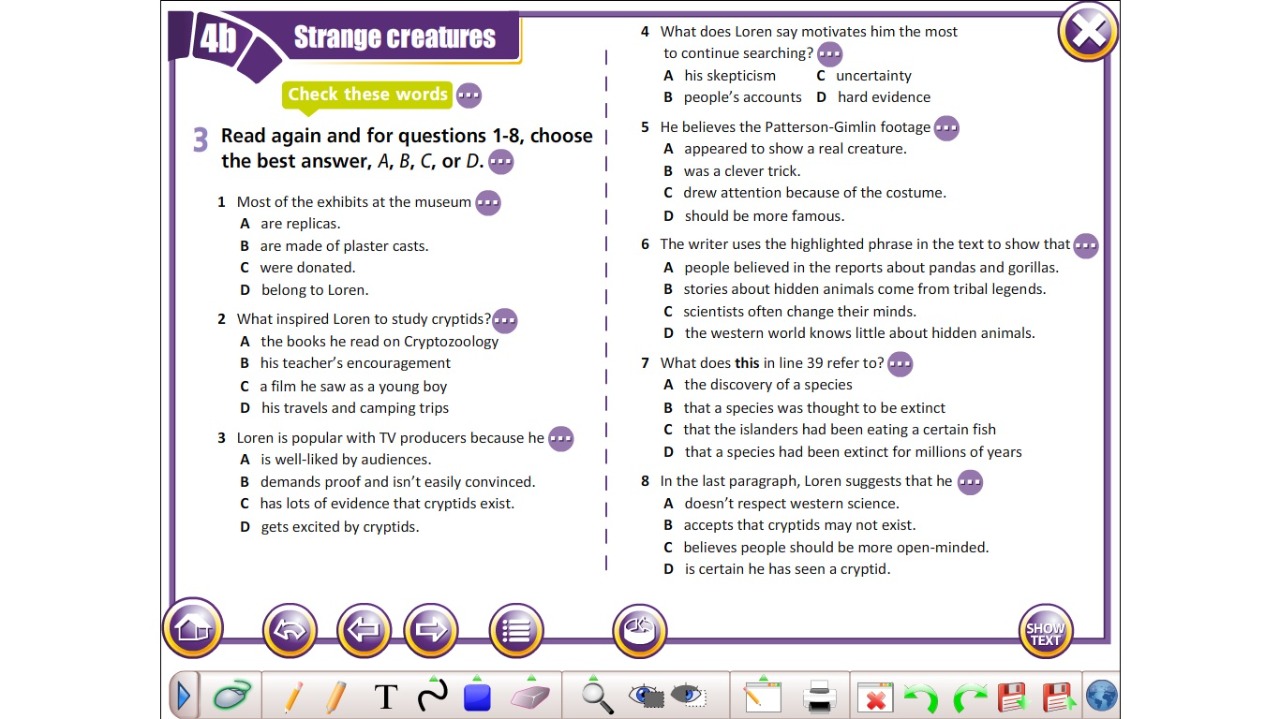 4b Strange creatures
Check these words
3 Read again and for questions 1-8, choose
the best answer, A, B, C, or D.
1 Most of the exhibits at the museum
A are replicas.
B are made of plaster casts.
C were donated.
D belong to Loren.
2 What inspired Loren to study cryptids?
A the books he read on Cryptozoology
B his teacher's encouragement
C a film he saw as a young boy
D his travels and camping trips
3 Loren is popular with TV producers because he
A is well-liked by audiences.
B demands proof and isn't easily convinced.
C has lots of evidence that cryptids exist.
D gets excited by cryptids.
4 What does Loren say motivates him the most
to continue searching?
A his skepticism C uncertainty
B people's accounts D hard evidence
5 He believes the Patterson-Gimlin footage
A appeared to show a real creature.
B was a clever trick.
C drew attention because of the costume.
D should be more famous.
6 The writer uses the highlighted phrase in the text to show that
A people believed in the reports about pandas and gorillas.
B stories about hidden animals come from tribal legends.
C scientists often change their minds.
D the western world knows little about hidden animals.
7 What does this in line 39 refer to?
A the discovery of a species
B that a species was thought to be extinct
C that the islanders had been eating a certain fish
D that a species had been extinct for millions of years
8 In the last paragraph, Loren suggests that he
A doesn't respect western science.
B accepts that cryptids may not exist.
C believes people should be more open-minded.
D is certain he has seen a cryptid.
SHOW
TEXT
T